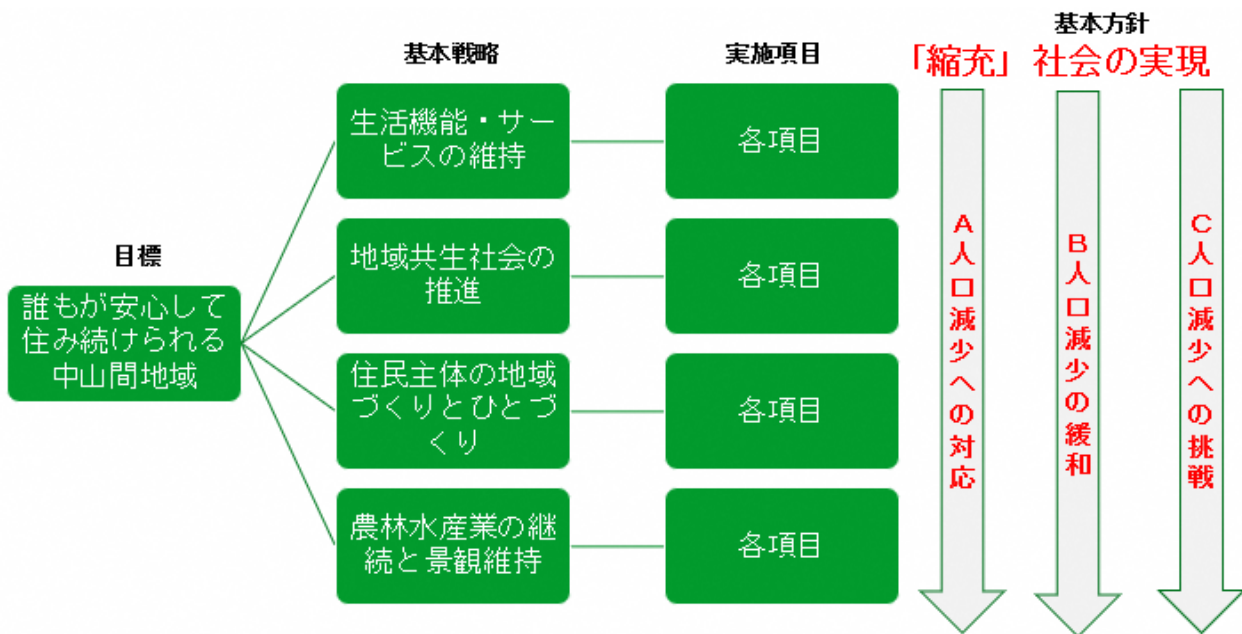 基本方針
「縮充」社会の実現
基本戦略
実施項目
目標
誰もが安心して
住み続けられる
中山間地域
生活機能・サー
ビスの維持
各項目
地域共生社会の
推進
各項目
住民主体の地域
づくりとひとづ
くり
各項目
農林水産業の継
続と景観維持
各項目
A人口減少への対応
B人口減少の緩和
C人口減少への挑戦